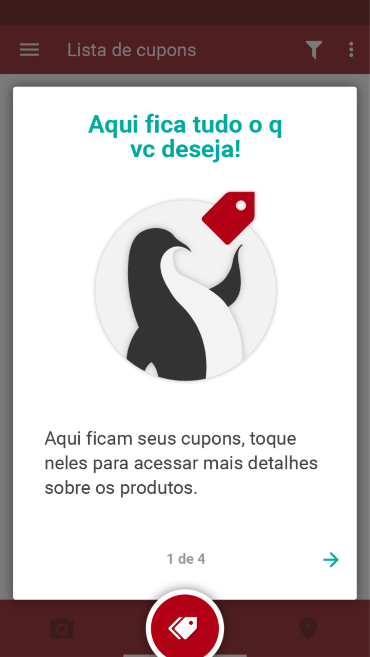 Lista de cupons
Aqui fica tudo o q
vc deseja!
Aqui ficam seus cupons, toque
neles para acessar mais detalhes
sobre os produtos.
1 de 4